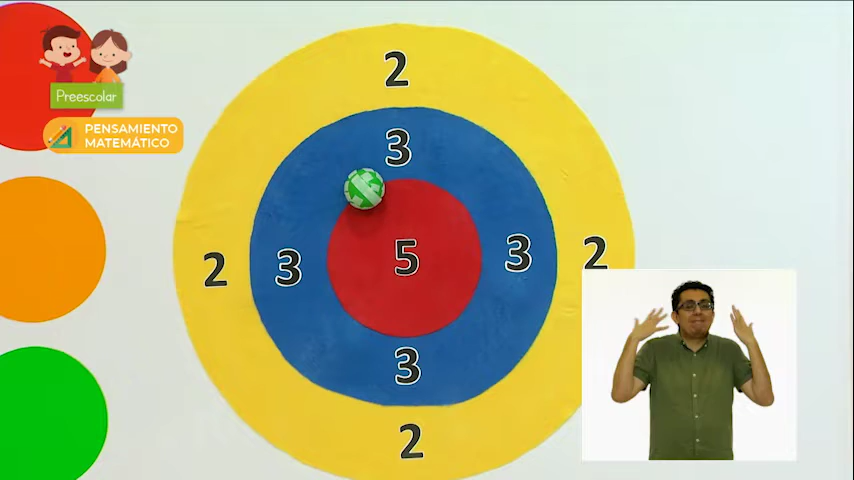 Preescolar
PENSAMIENTO
MATEMÁTICO
2
3
2 3 5 3 2
3
2